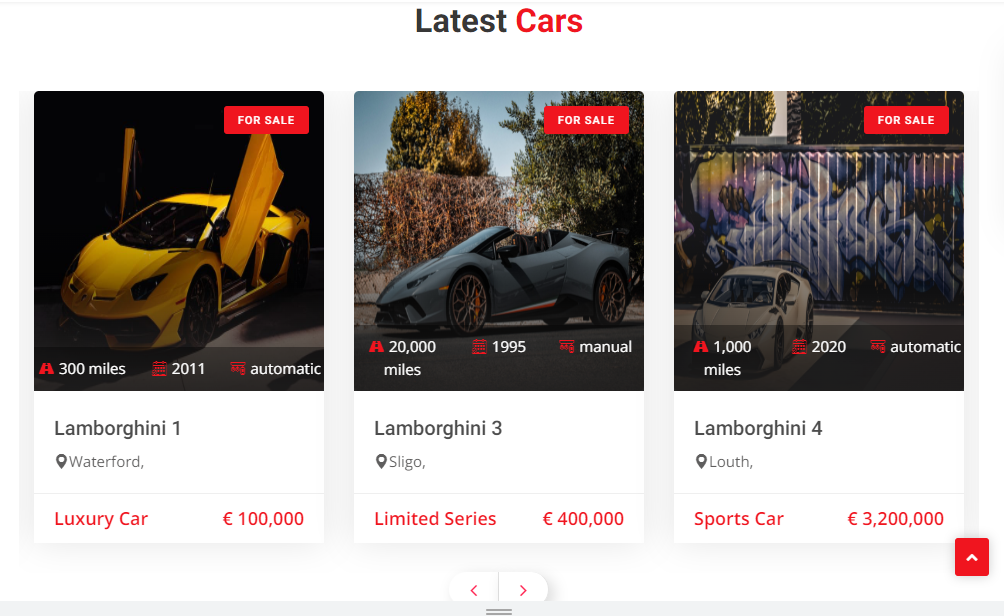 Latest Cars
FOR SALE
FOR SALE
FOR SALE
300 miles 2011 automatic
20,000 miles 1995 manual
1,000 miles 2020 automatic
Lamborghini 1
Waterford,
Lamborghini 3
Sligo,
Lamborghini 4
Louth,
Luxury Car € 100,000
Limited Series € 400,000
Sports Car € 3,200,000